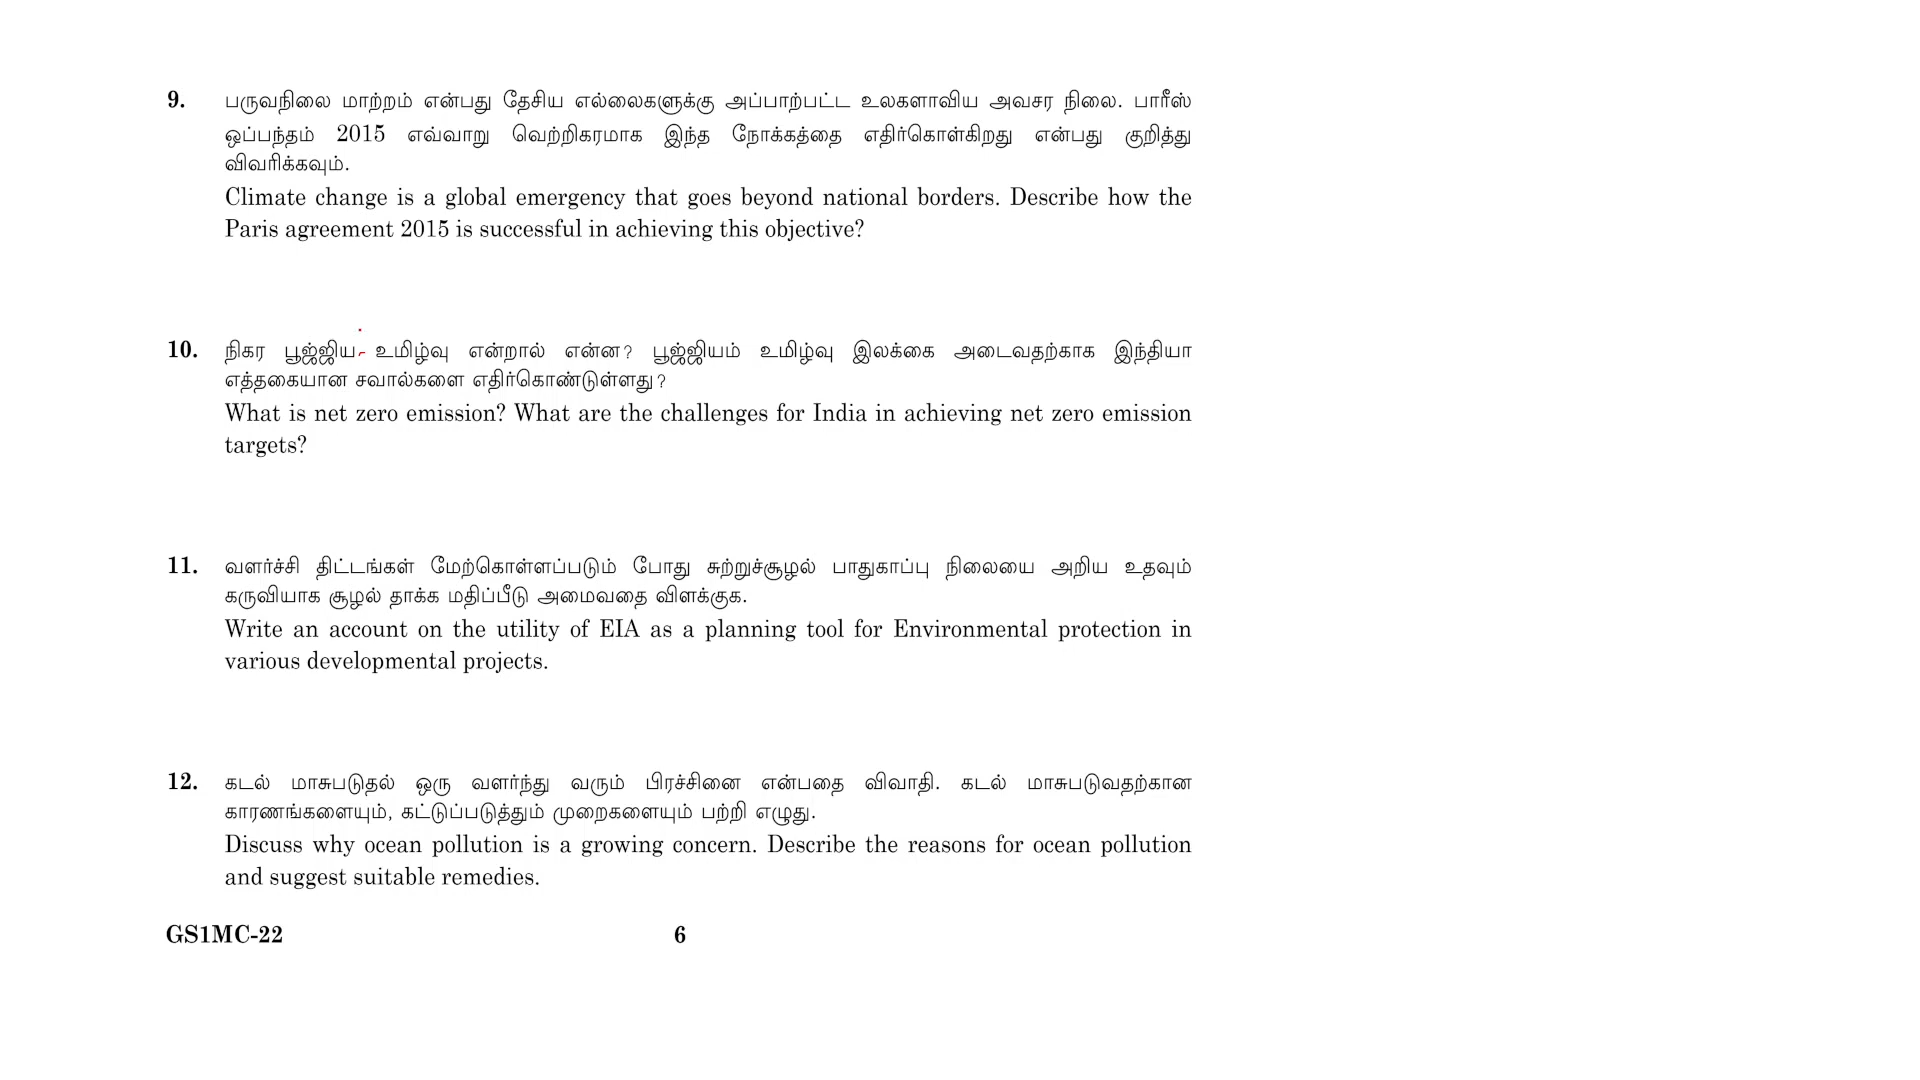 9. பருவநிலை மாற்றம் என்பது தேசிய எல்லைகளுக்கு அப்பாற்பட்ட உலகளாவிய அவசர நிலை. பாரீஸ்
ஒப்பந்தம் 2015 எவ்வாறு வெற்றிகரமாக இந்த நோக்கத்தை எதிர்கொள்கிறது என்பது குறித்து
விவரிக்கவும்.
Climate change is a global emergency that goes beyond national borders. Describe how the
Paris agreement 2015 is successful in achieving this objective?
10. நிகர பூஜ்ஜிய உமிழ்வு என்றால் என்ன? பூஜ்ஜியம் உமிழ்வு இலக்கை அடைவதற்காக இந்தியா
எத்தகையான சவால்களை எதிர்கொண்டுள்ளது?
What is net zero emission? What are the challenges for India in achieving net zero emission
targets?
11. வளர்ச்சி திட்டங்கள் மேற்கொள்ளப்படும் போது சுற்றுச்சூழல் பாதுகாப்பு நிலையை அறிய உதவும்
கருவியாக சூழல் தாக்க மதிப்பீடு அமைவதை விளக்குக.
Write an account on the utility of EIA as a planning tool for Environmental protection in
various developmental projects.
12. கடல் மாசுபடுதல் ஒரு வளர்ந்து வரும் பிரச்சினை என்பதை விவாதி. கடல் மாசுபடுவதற்கான
காரணங்களையும், கட்டுப்படுத்தும் முறைகளையும் பற்றி எழுது.
Discuss why ocean pollution is a growing concern. Describe the reasons for ocean pollution
and suggest suitable remedies.
GS1MC-22 6